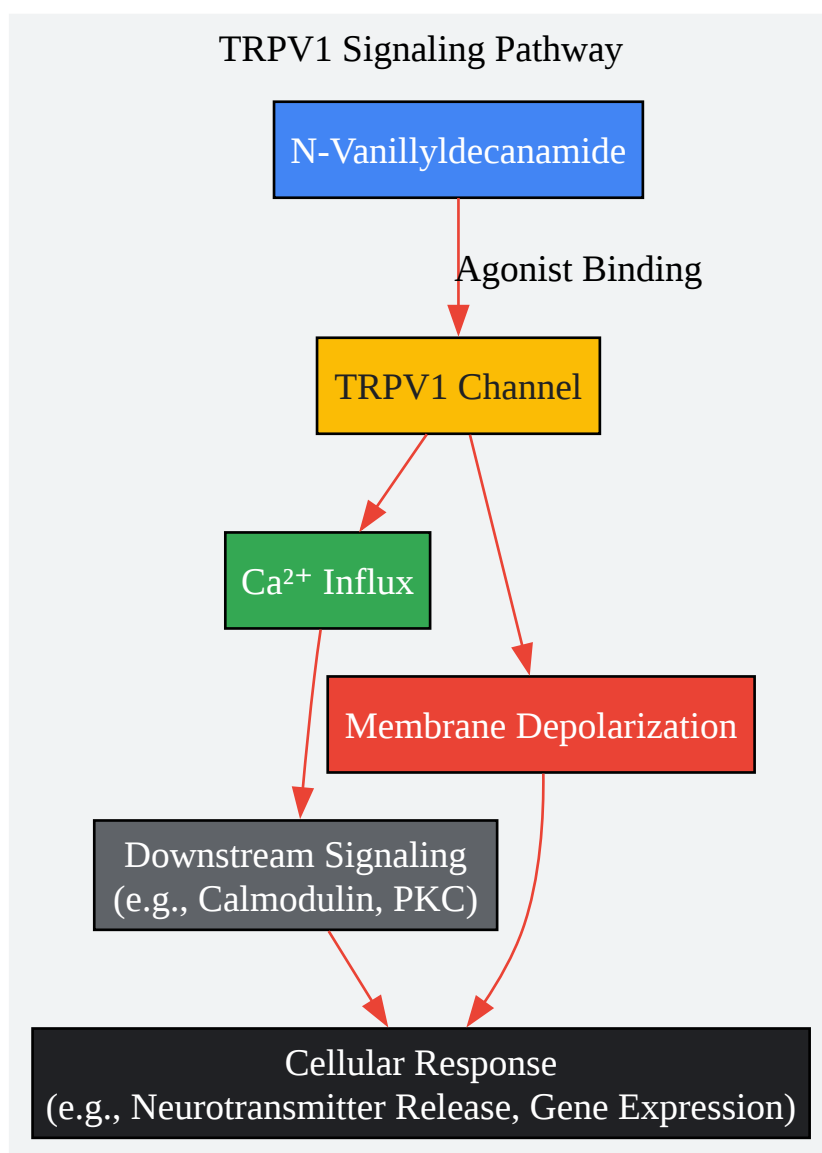 TRPV1 Signaling Pathway
N-Vanillyldecanamide
Agonist Binding
TRPV1 Channel
Ca²⁺ Influx
Membrane Depolarization
Downstream Signaling
(e.g., Calmodulin, PKC)
Cellular Response
(e.g., Neurotransmitter Release, Gene Expression)